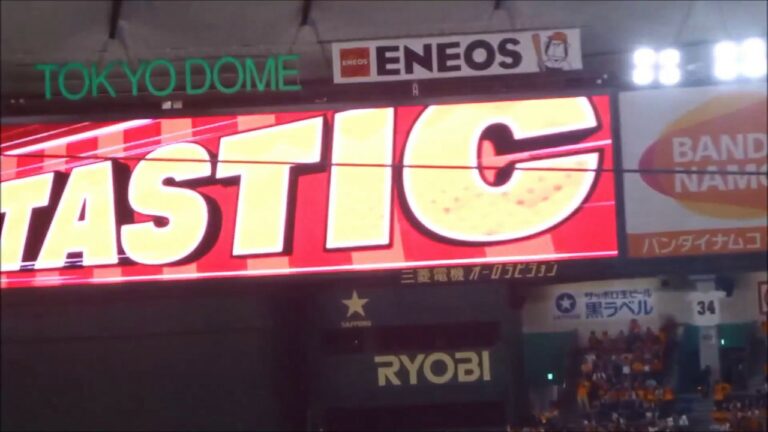 TOKYO DOME
ENEOS ENEOS
TASTIC
BAND
NAMC
バンダイナムコ
三菱電機 オーロラビジョン
SAPPORO
サッポロ生ビール
黒ラベル
34
RYOBI